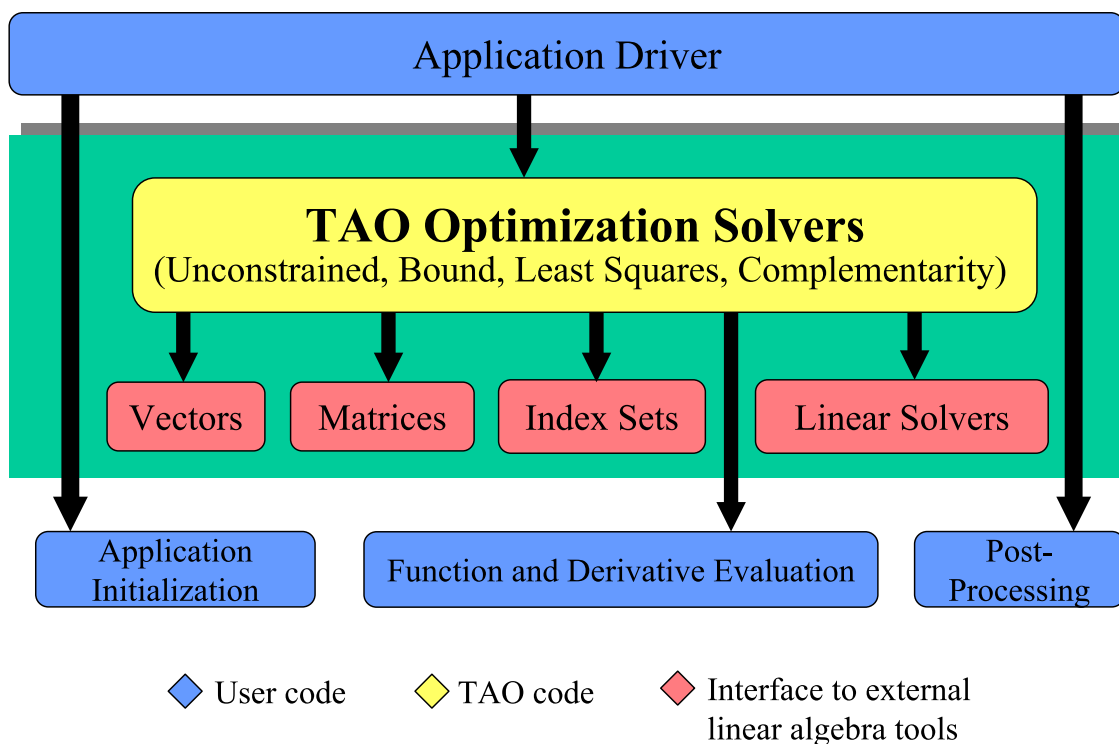 Application Driver
TAO Optimization Solvers
(Unconstrained, Bound, Least Squares, Complementarity)
Vectors
Matrices
Index Sets
Linear Solvers
Application
Initialization
Function and Derivative Evaluation
Post-
Processing
User code
TAO code
Interface to external
linear algebra tools